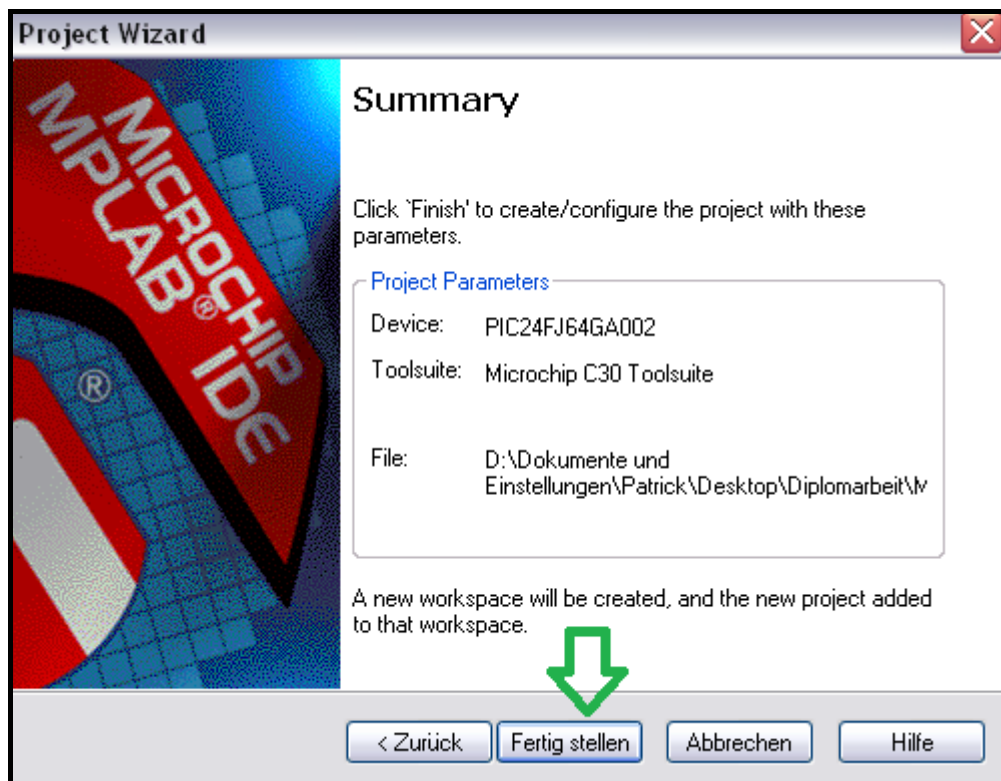 Project Wizard
MICROCHIP
MPLAB® IDE
®
Summary
Click `Finish' to create/configure the project with these
parameters.
Project Parameters
Device: PIC24FJ64GA002
Toolsuite: Microchip C30 Toolsuite
File: D:\Dokumente und
Einstellungen\Patrick\Desktop\Diplomarbeit\M
A new workspace will be created, and the new project added
to that workspace.
< Zurück Fertig stellen Abbrechen Hilfe